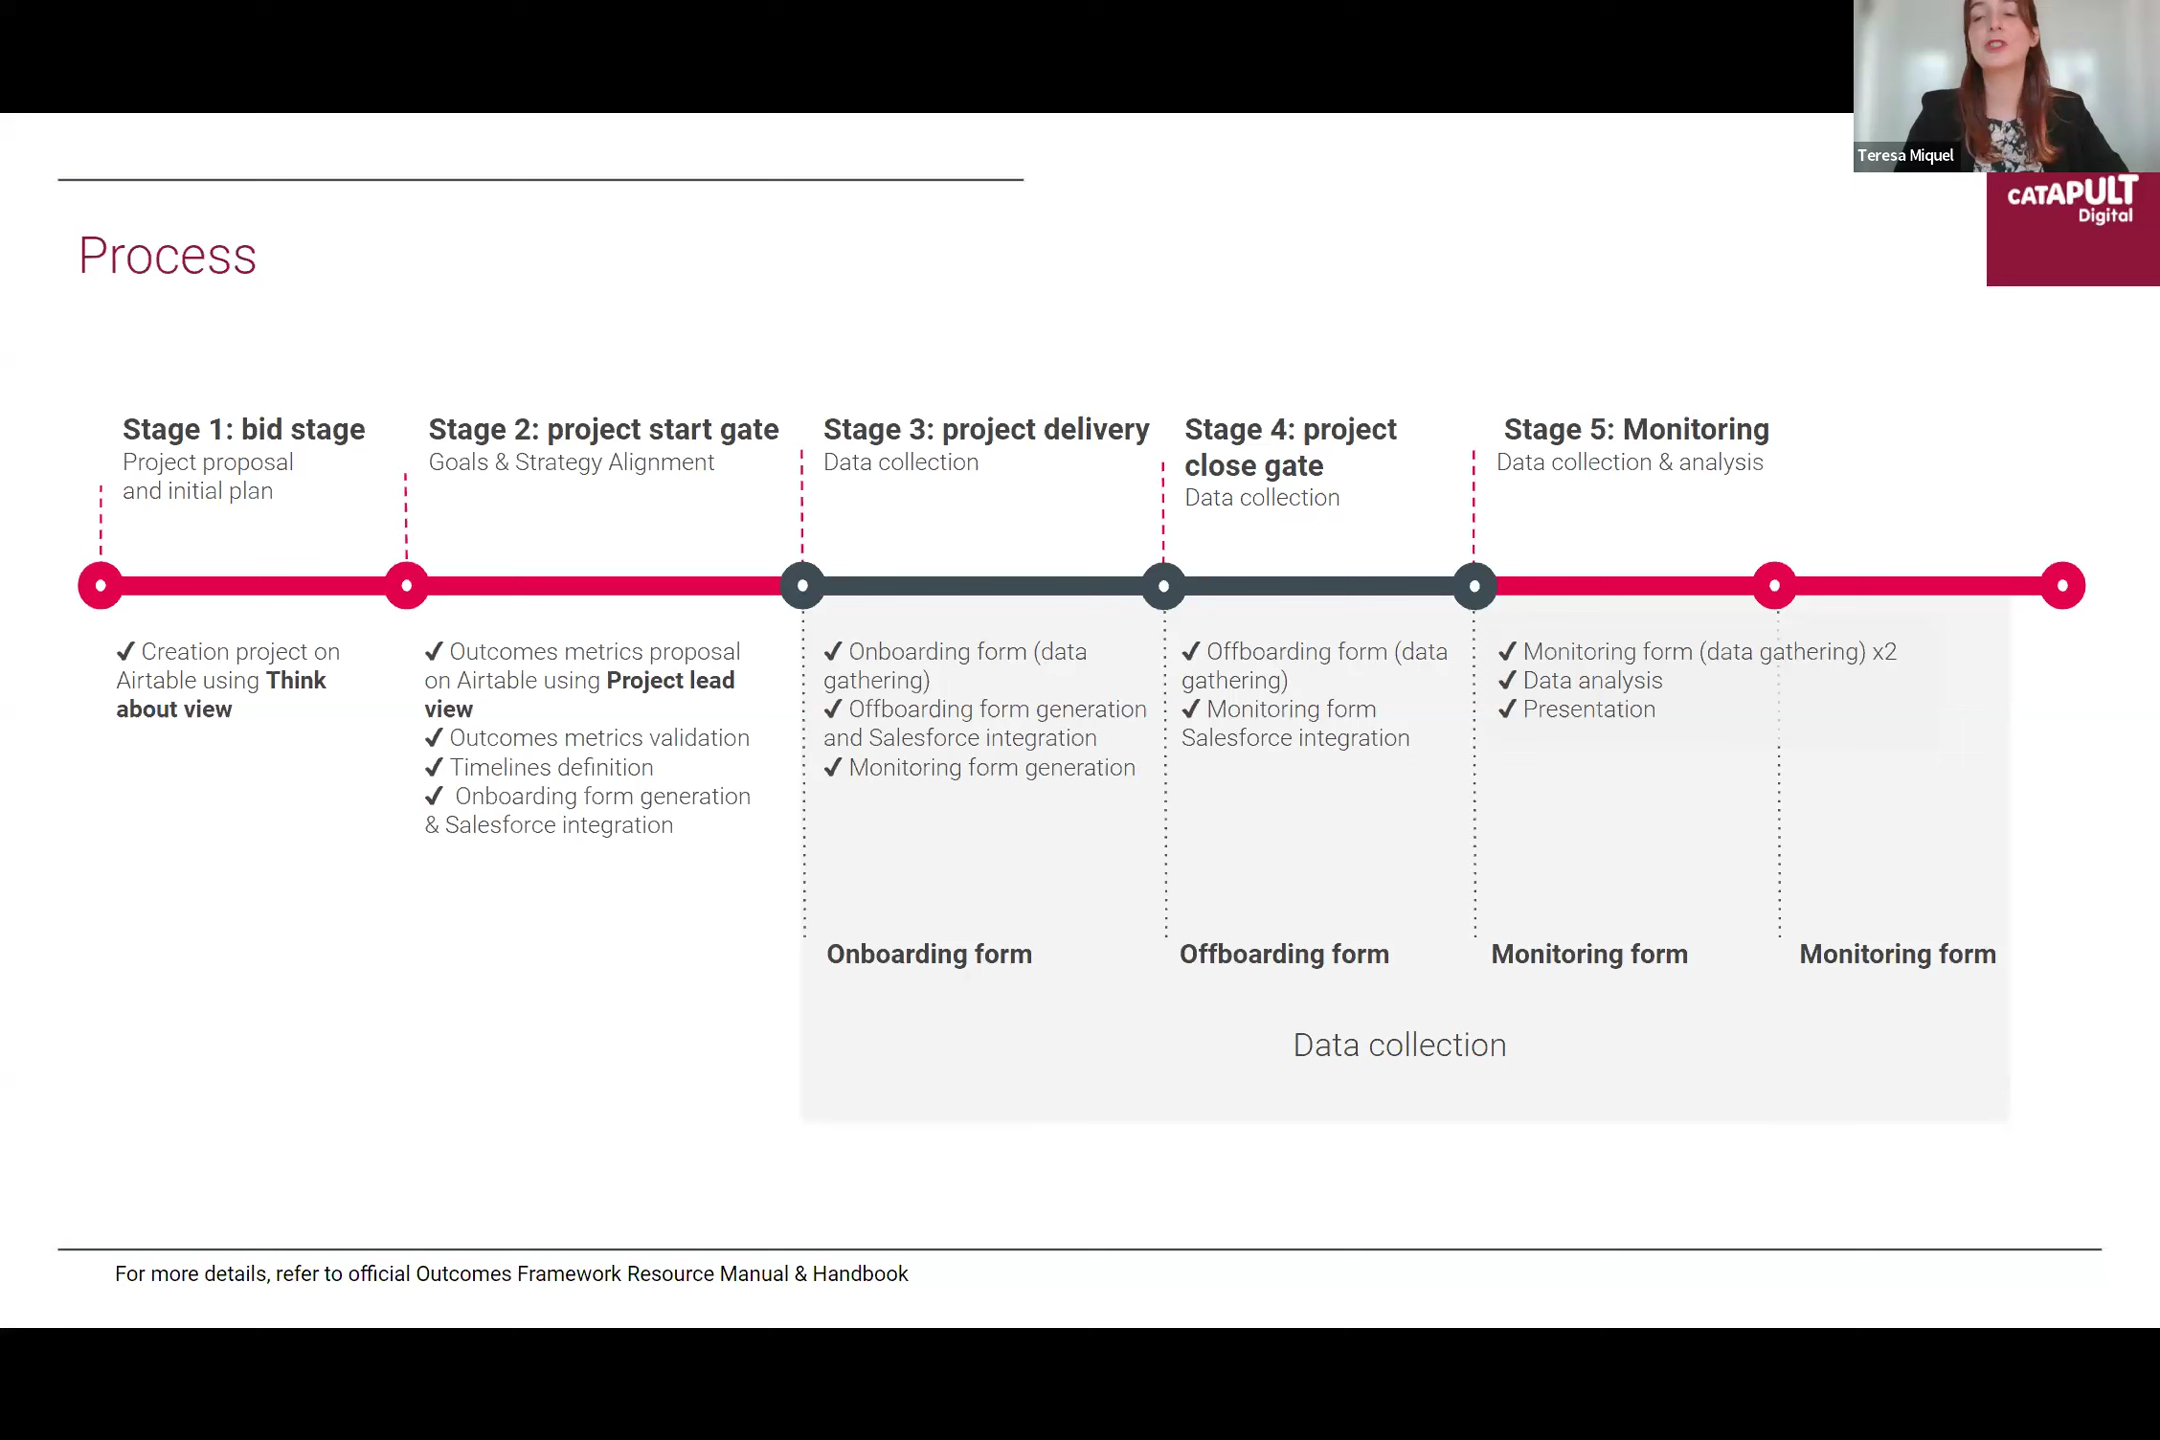 Teresa Miquel
CATAPULT
Digital
Process
Stage 1: bid stage
Project proposal
and initial plan
Stage 2: project start gate
Goals & Strategy Alignment
Stage 3: project delivery
Data collection
Stage 4: project
close gate
Data collection
Stage 5: Monitoring
Data collection & analysis
✓ Creation project on
Airtable using Think
about view
✓ Outcomes metrics proposal
on Airtable using Project lead
view
✓ Outcomes metrics validation
✓ Timelines definition
✓ Onboarding form generation
& Salesforce integration
✓ Onboarding form (data
gathering)
✓ Offboarding form generation
and Salesforce integration
✓ Monitoring form generation
✓ Offboarding form (data
gathering)
✓ Monitoring form
Salesforce integration
✓ Monitoring form (data gathering) x2
✓ Data analysis
✓ Presentation
Onboarding form
Offboarding form
Monitoring form
Monitoring form
Data collection
For more details, refer to official Outcomes Framework Resource Manual & Handbook